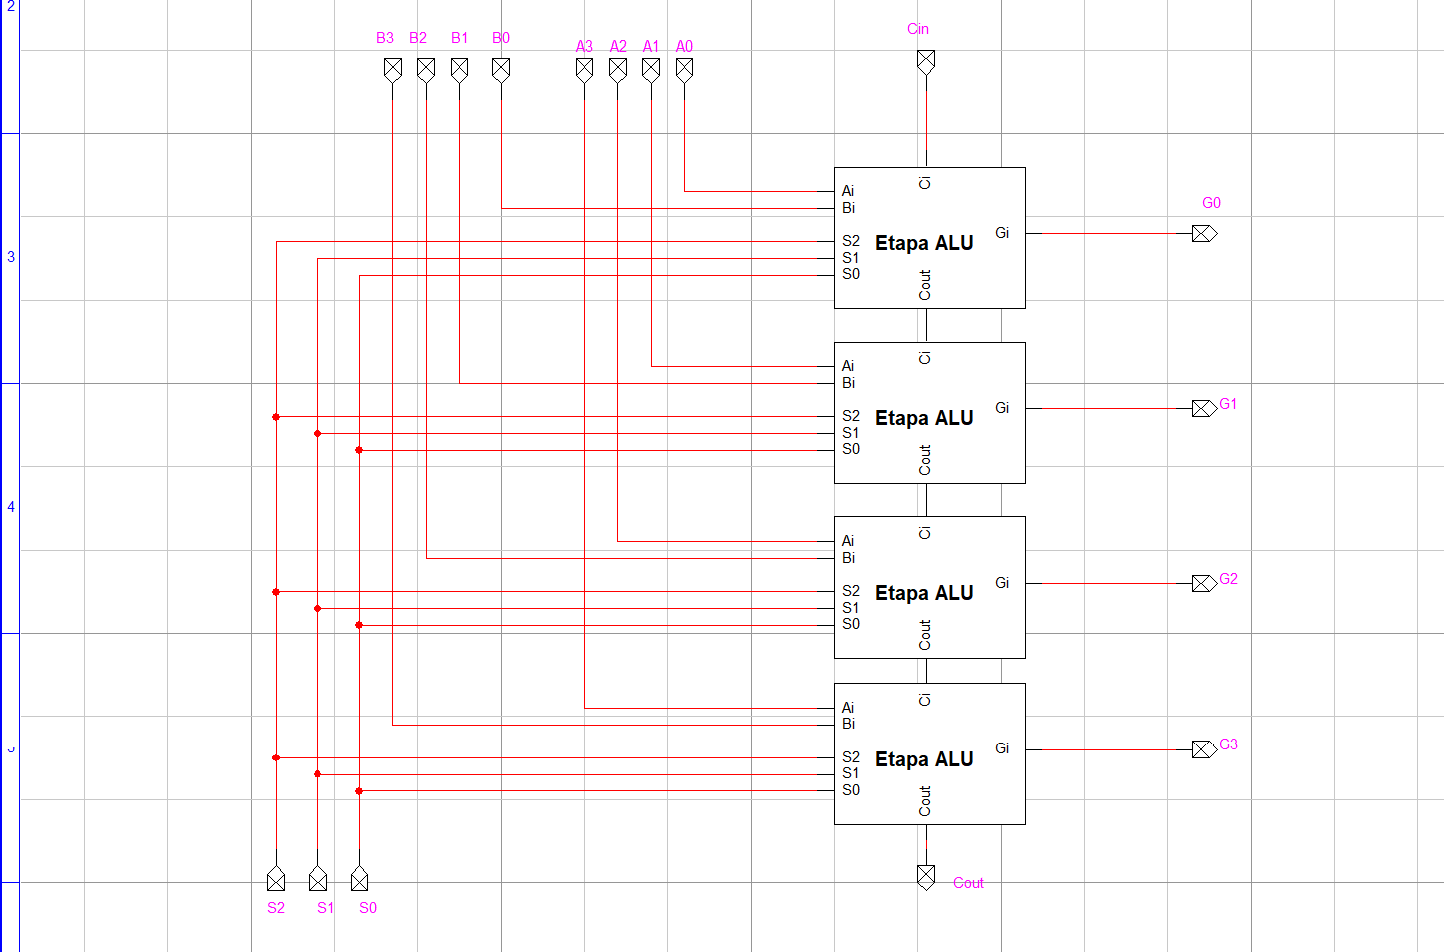 2
B3 B2 B1 B0 A3 A2 A1 A0 Cin
Ci
Ai
Bi
S2
S1
S0
Etapa ALU
Gi
Cout
G0
3
Ci
Ai
Bi
S2
S1
S0
Etapa ALU
Gi
Cout
G1
4
Ci
Ai
Bi
S2
S1
S0
Etapa ALU
Gi
Cout
G2
Ci
Ai
Bi
S2
S1
S0
Etapa ALU
Gi
Cout
Cout
S2 S1 S0